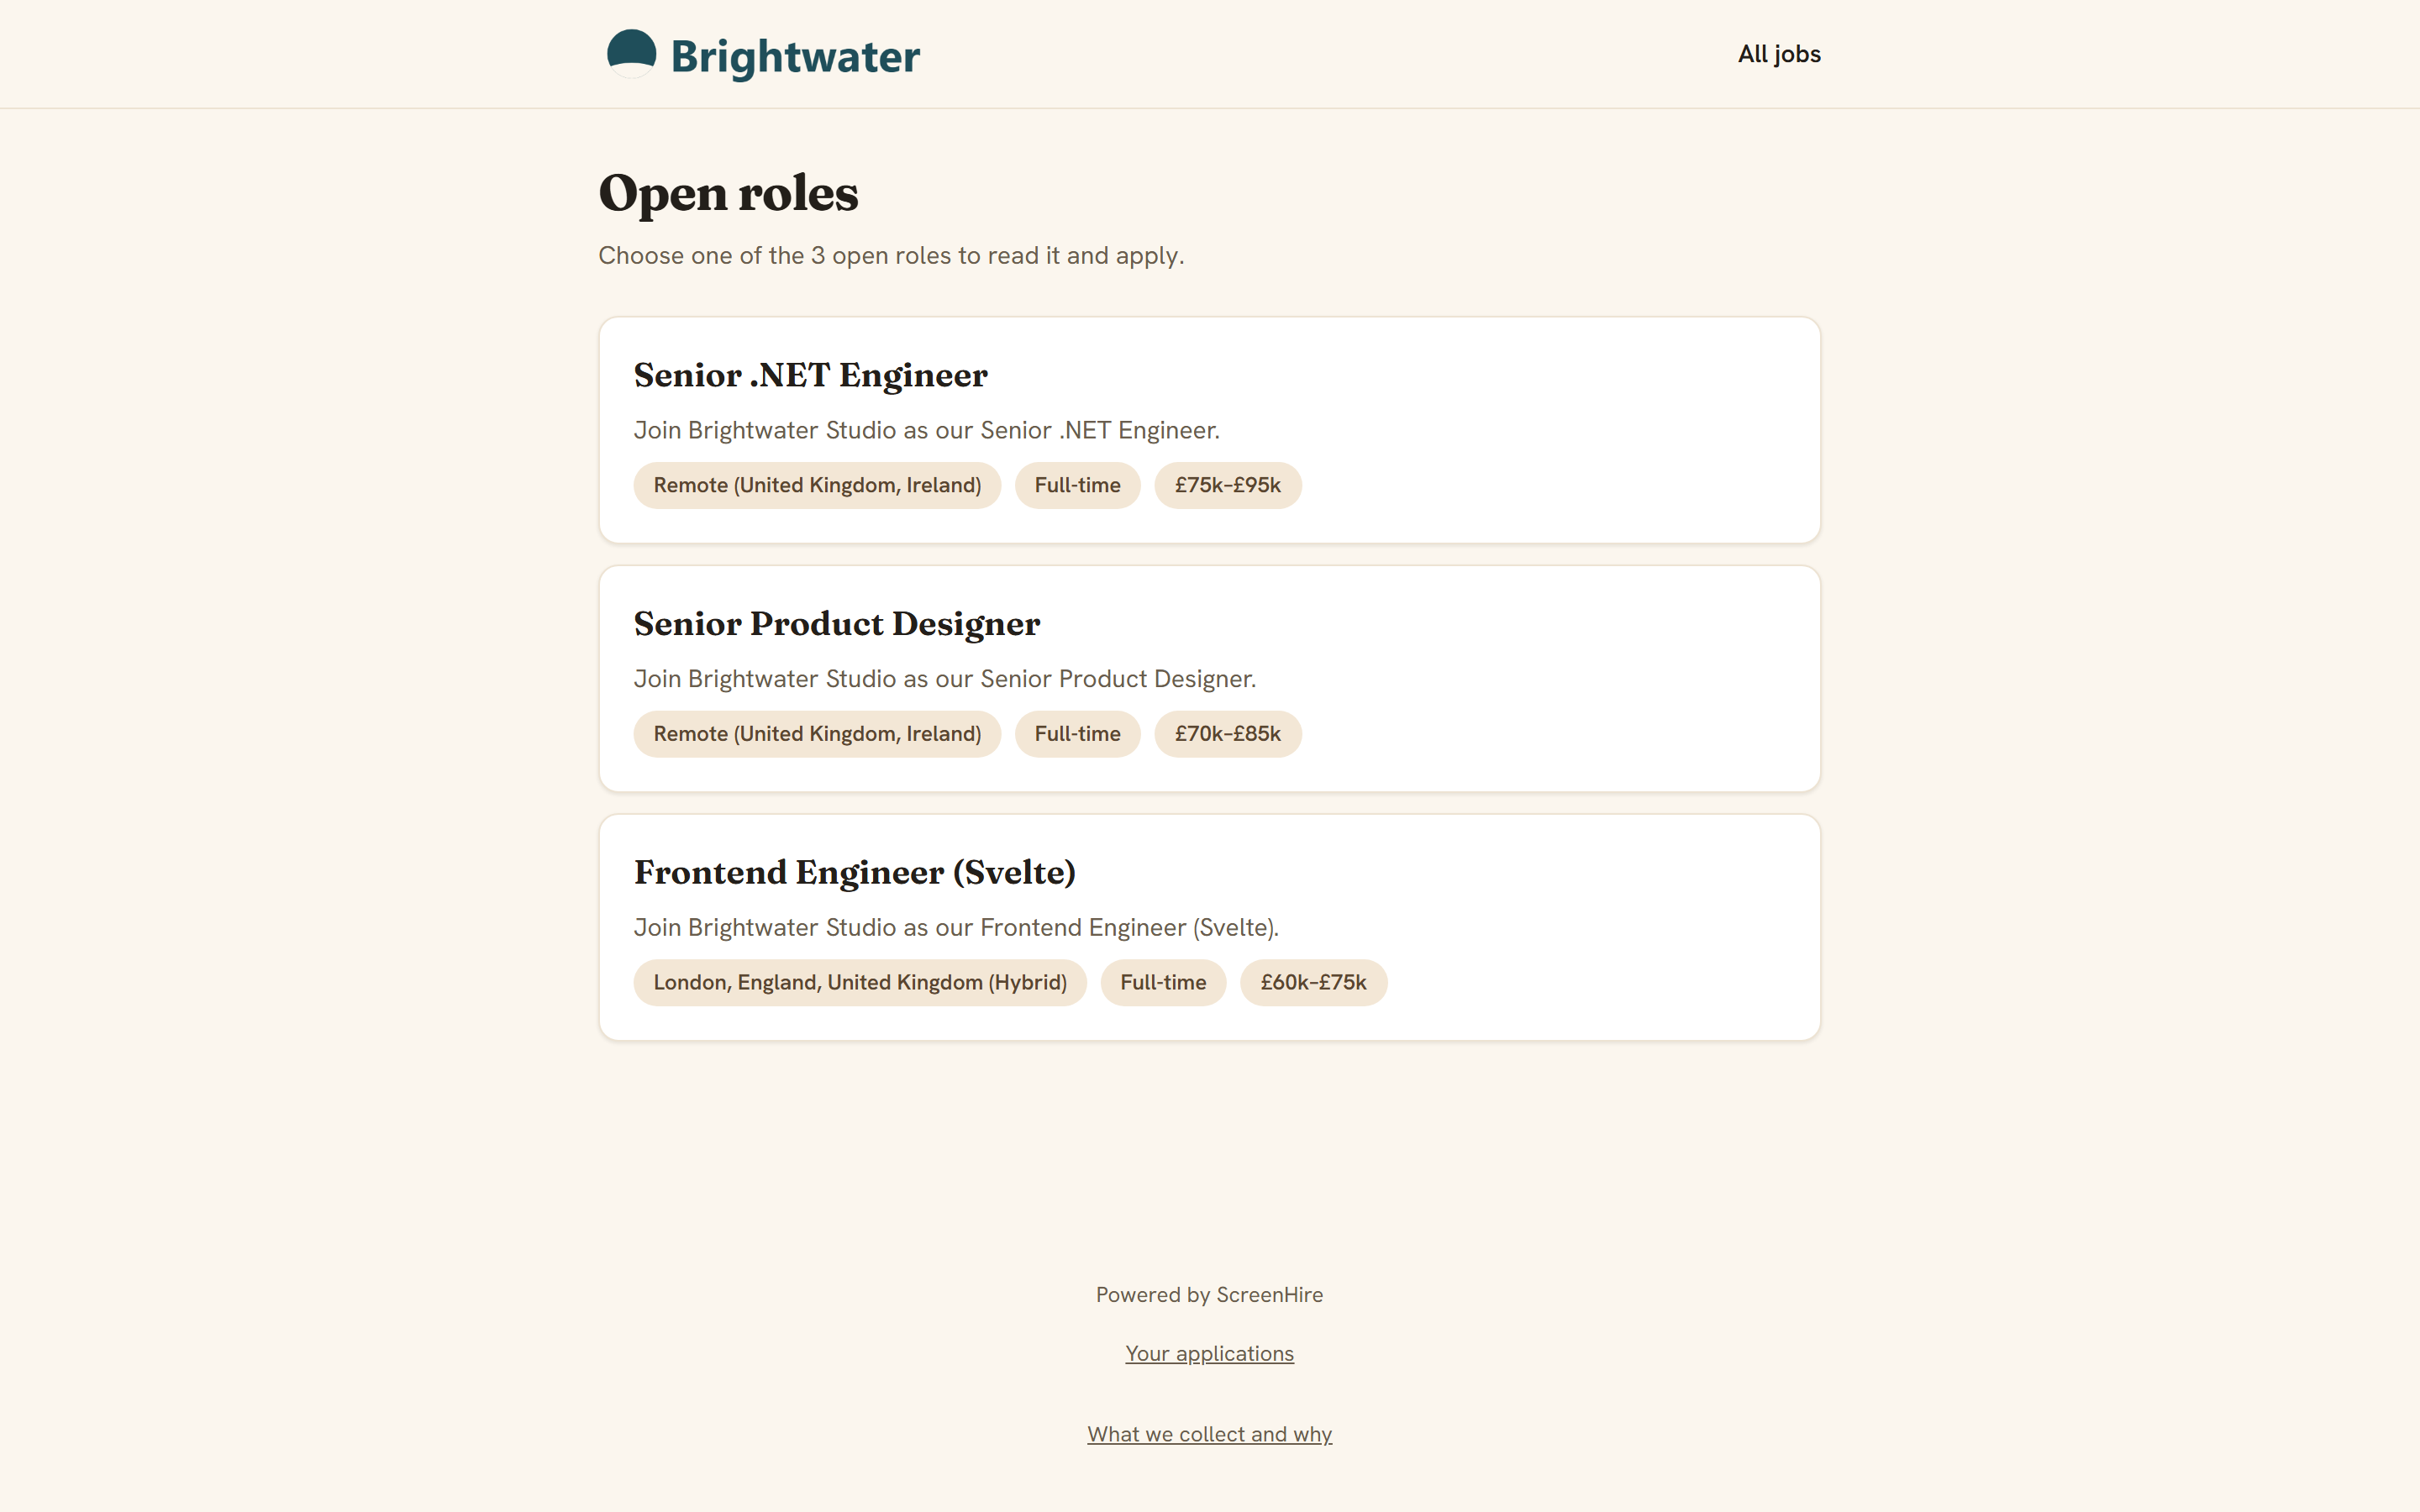 Brightwater
All jobs
Open roles
Choose one of the 3 open roles to read it and apply.
Senior .NET Engineer
Join Brightwater Studio as our Senior .NET Engineer.
Remote (United Kingdom, Ireland)
Full-time
£75k–£95k
Senior Product Designer
Join Brightwater Studio as our Senior Product Designer.
Remote (United Kingdom, Ireland)
Full-time
£70k–£85k
Frontend Engineer (Svelte)
Join Brightwater Studio as our Frontend Engineer (Svelte).
London, England, United Kingdom (Hybrid)
Full-time
£60k–£75k
Powered by ScreenHire
Your applications
What we collect and why